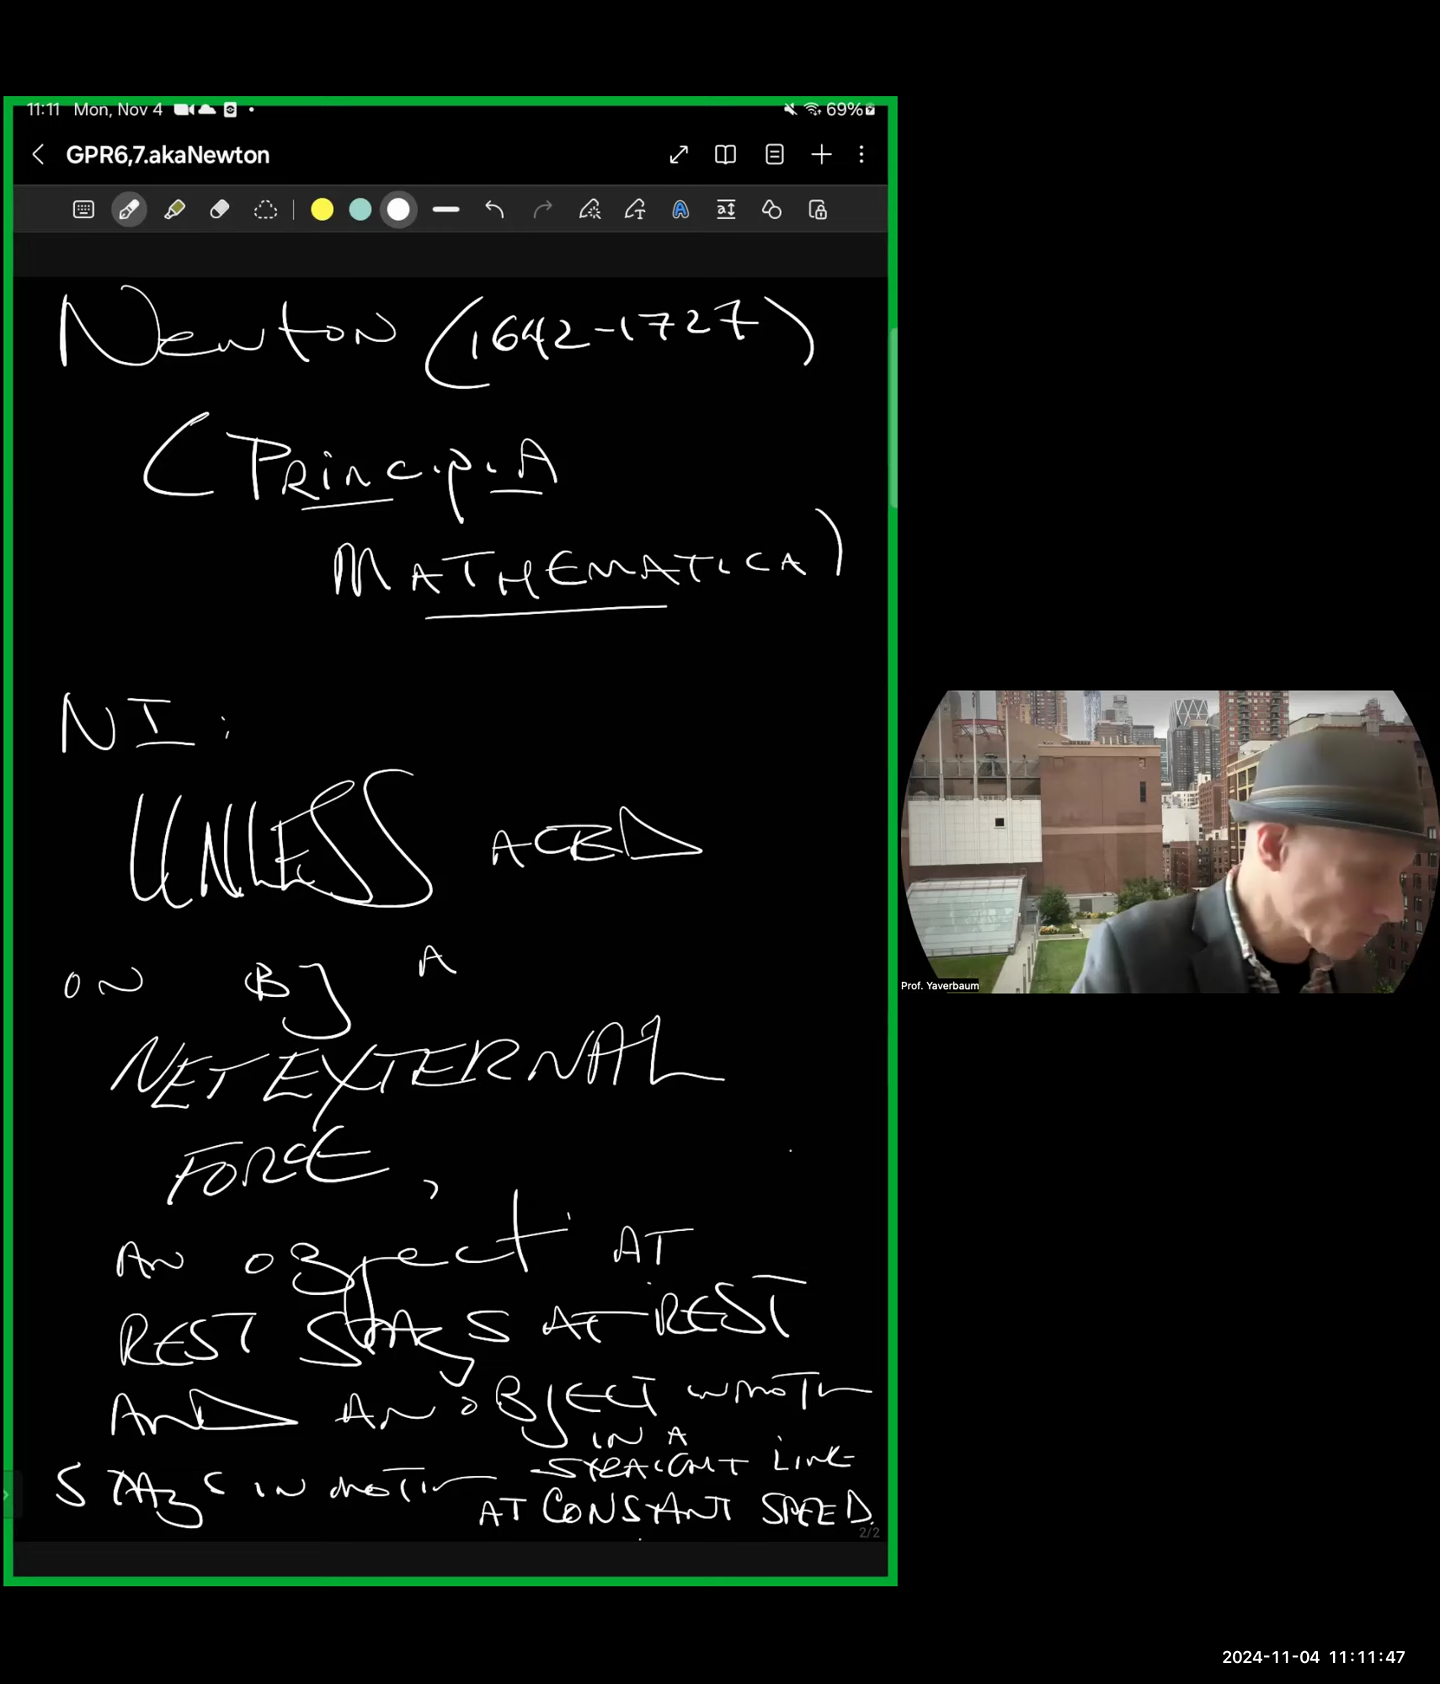 11:11 Mon, Nov 4 69%
GPR6,7.akaNewton
Newton (1642-1727)
(PRincipiA
MATHEMATICA)
NI:
UNLESS ACTED
ON By A
NET EXTERNAL
FORCE,
AN object AT
REST STAYS AT REST
AND AN OBJECT IN MOTION
STAYS IN MOTION IN A
STRAIGHT LINE
AT CONSTANT SPEED.
2/2
Prof. Yaverbaum
2024-11-04 11:11:47